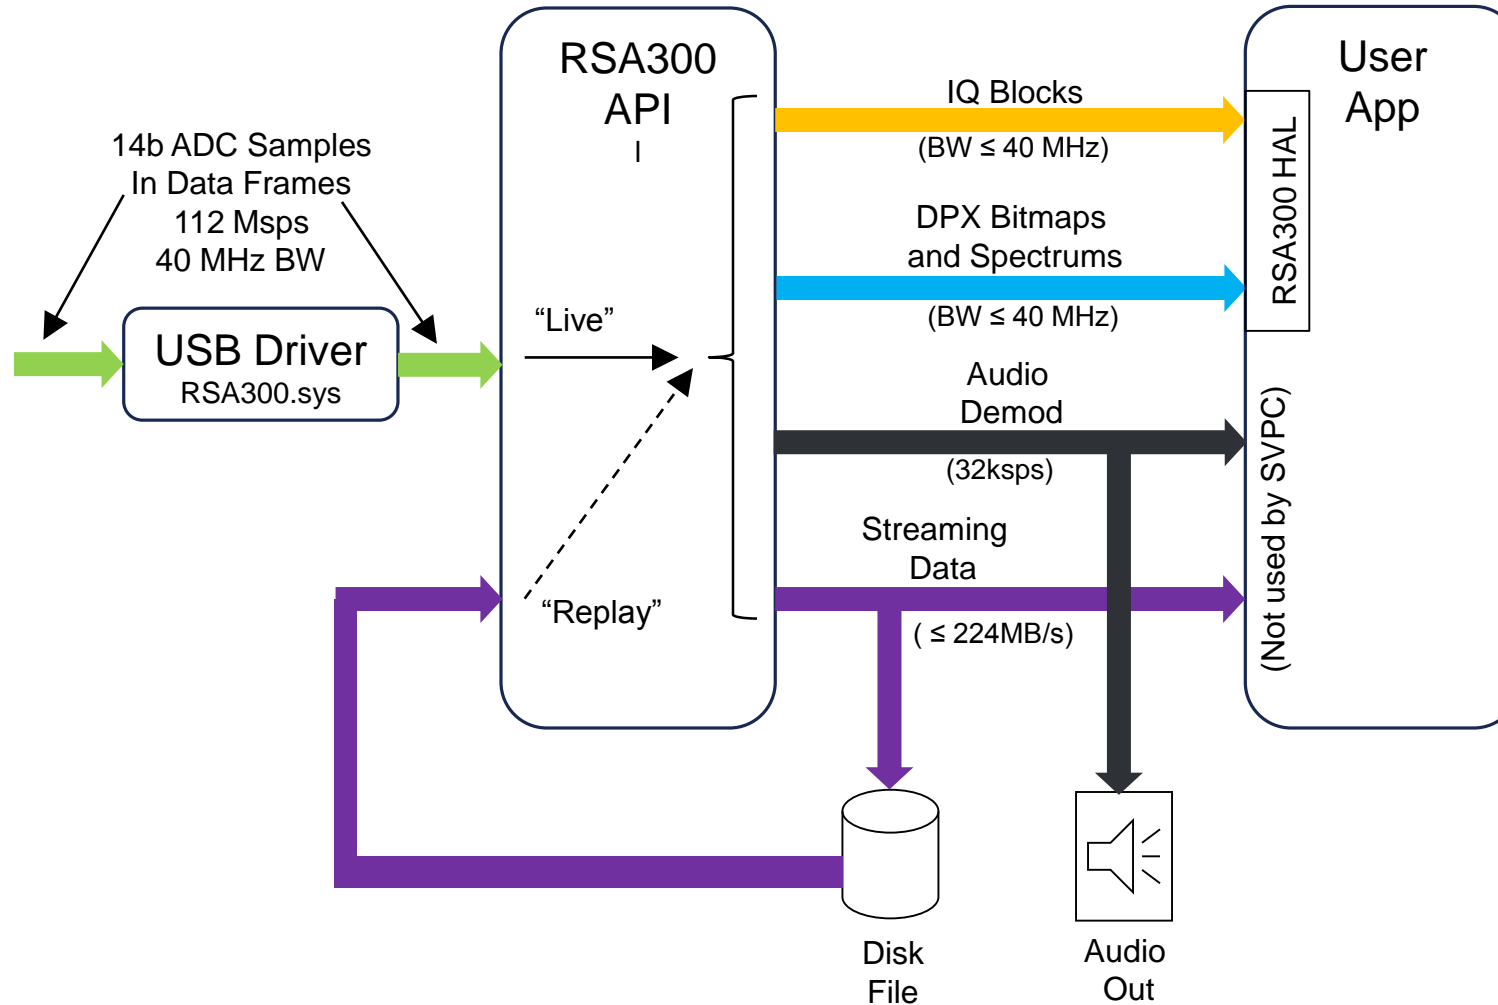 14b ADC Samples
In Data Frames
112 Msps
40 MHz BW
USB Driver
RSA300.sys
RSA300
API
I
“Live”
“Replay”
IQ Blocks
(BW ≤ 40 MHz)
DPX Bitmaps
and Spectrums
(BW ≤ 40 MHz)
Audio
Demod
(32ksps)
Streaming
Data
( ≤ 224MB/s)
User
App
RSA300 HAL
(Not used by SVPC)
Disk
File
Audio
Out